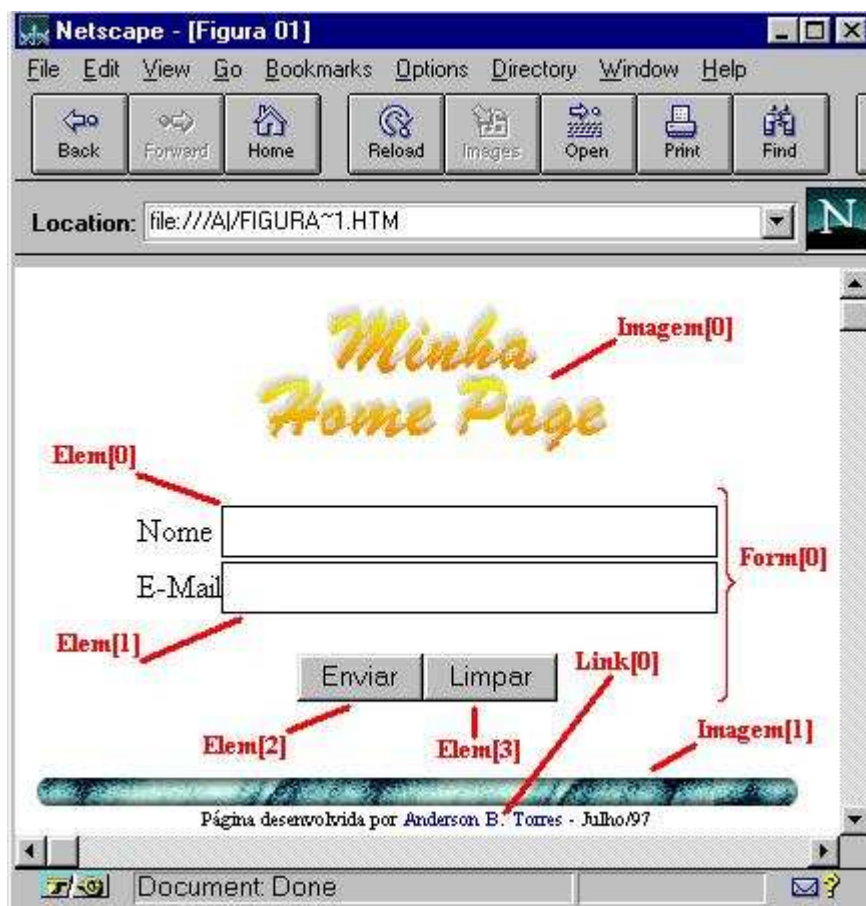 Netscape - [Figura 01]
File Edit View Go Bookmarks Options Directory Window Help
Back Forward Home Reload Images Open Print Find
Location: file:///A|/FIGURA~1.HTM
N
Minha
Home Page
Imagem[0]
Elem[0]
Nome
Form[0]
E-Mail
Elem[1]
Link[0]
Enviar Limpar
Imagem[1]
Elem[2] Elem[3]
Página desenvolvida por Anderson B. Torres - Julho/97
Document: Done